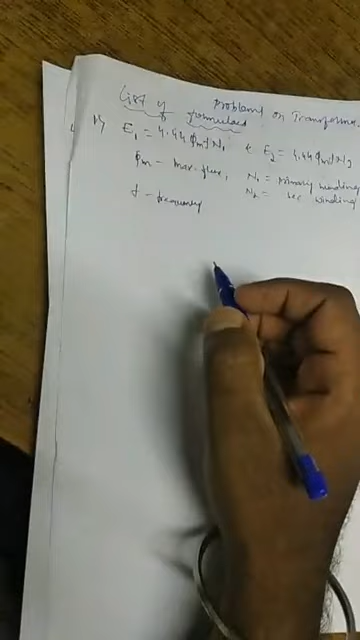 Problems on Transformer
List of formulae
1) E₁ = 4.44 ϕm f N₁ & E₂ = 4.44 ϕm f N₂
ϕm - max. flux, N₁ = Primary winding
f - frequency N₂ = sec winding